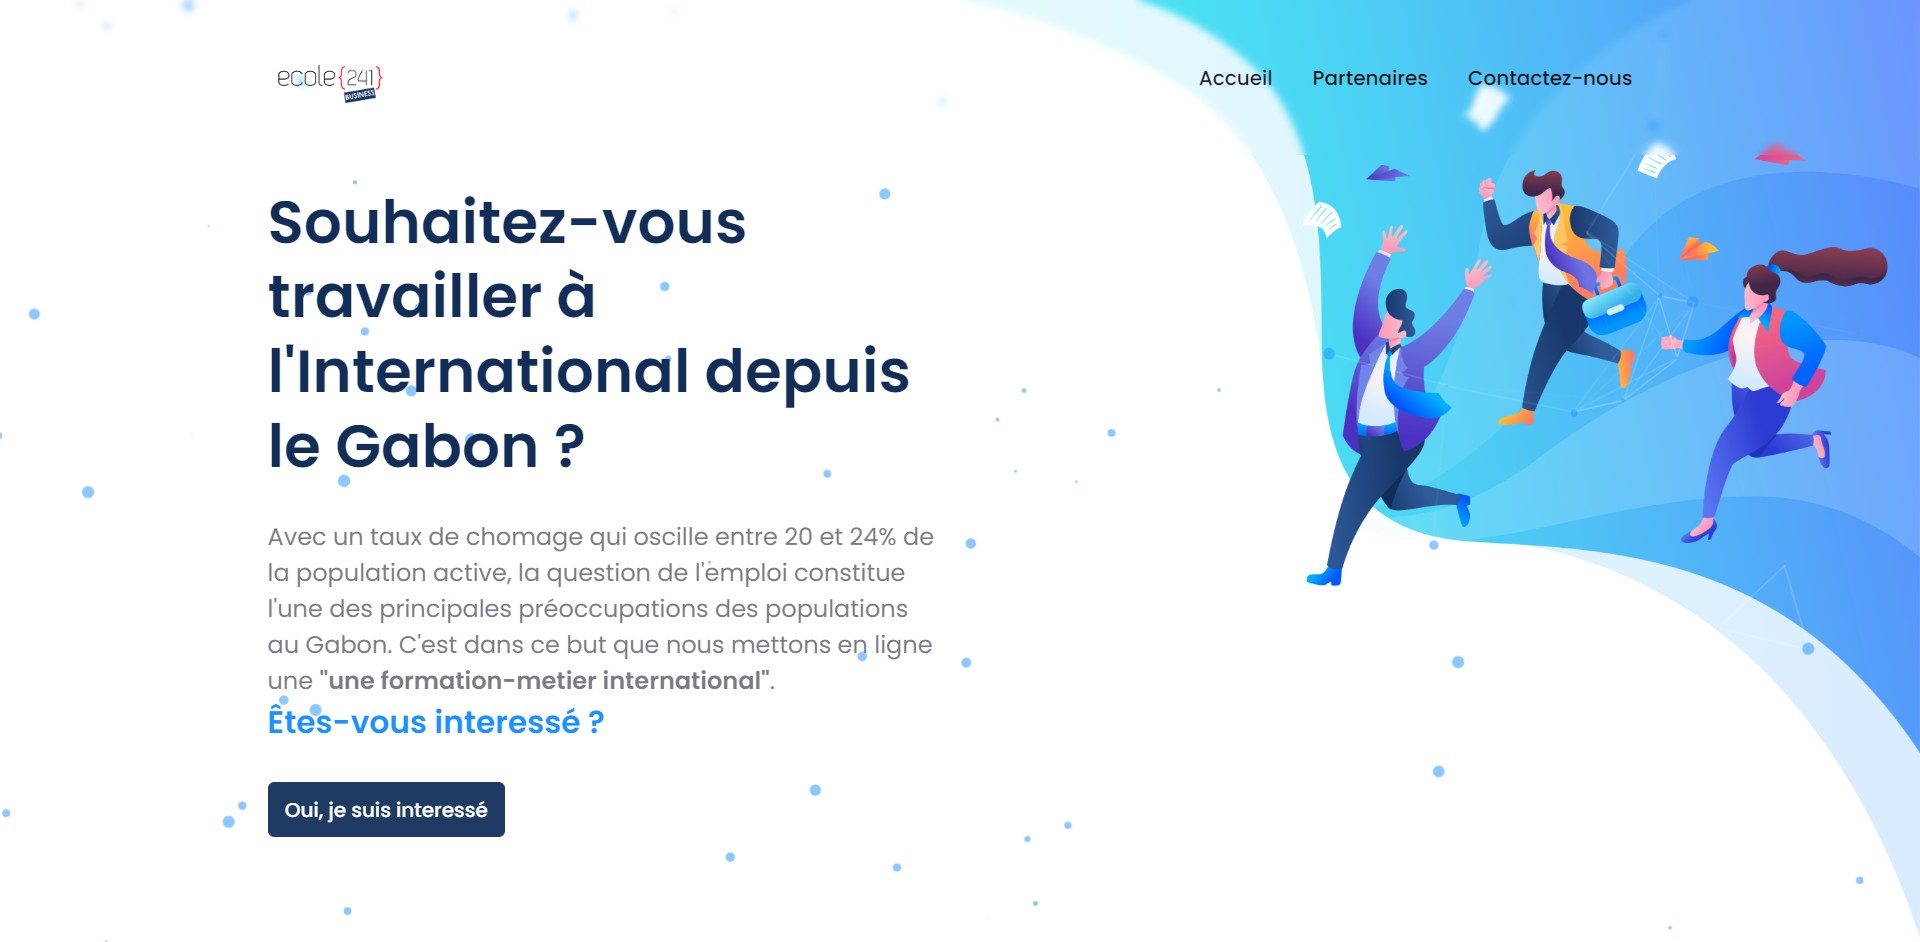 ecole{241}
BUSINESS
Accueil
Partenaires
Contactez-nous
Souhaitez-vous
travailler à
l'International depuis
le Gabon ?
Avec un taux de chomage qui oscille entre 20 et 24% de
la population active, la question de l'emploi constitue
l'une des principales préoccupations des populations
au Gabon. C'est dans ce but que nous mettons en ligne
une "une formation-metier international".
Êtes-vous interessé ?
Oui, je suis interessé